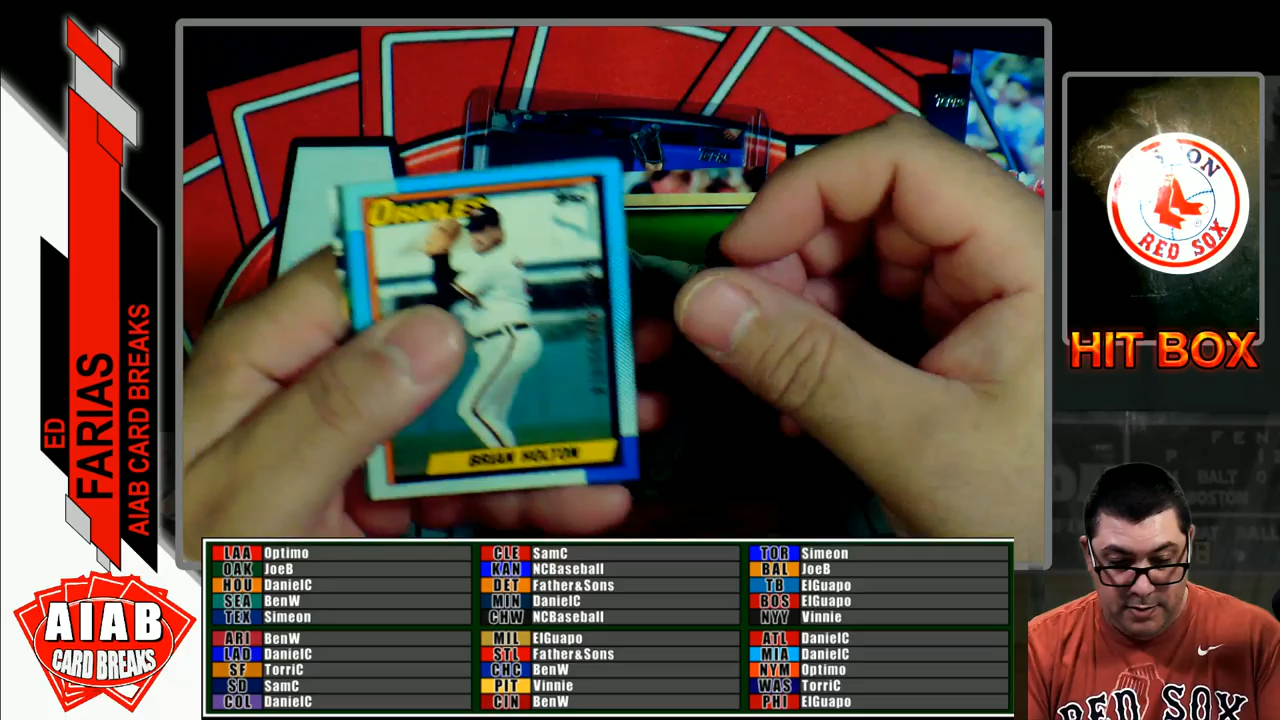 ED
FARIAS
AIAB CARD BREAKS
AIAB
CARD BREAKS
ORIOLES
BRIAN HOLTON
Topps
Topps
RED SOX
HIT BOX
LAA Optimo
OAK JoeB
HOU DanielC
SEA BenW
TEX Simeon
ARI BenW
LAD DanielC
SF TorriC
SD SamC
COL DanielC
CLE SamC
KAN NCBaseball
DET Father&Sons
MIN DanielC
CHW NCBaseball
MIL ElGuapo
STL Father&Sons
CHC BenW
PIT Vinnie
CIN BenW
TOR Simeon
BAL JoeB
TB ElGuapo
BOS ElGuapo
NYY Vinnie
ATL DanielC
MIA DanielC
NYM Optimo
WAS TorriC
PHI ElGuapo
BALT 0
BOSTON
RED SOX